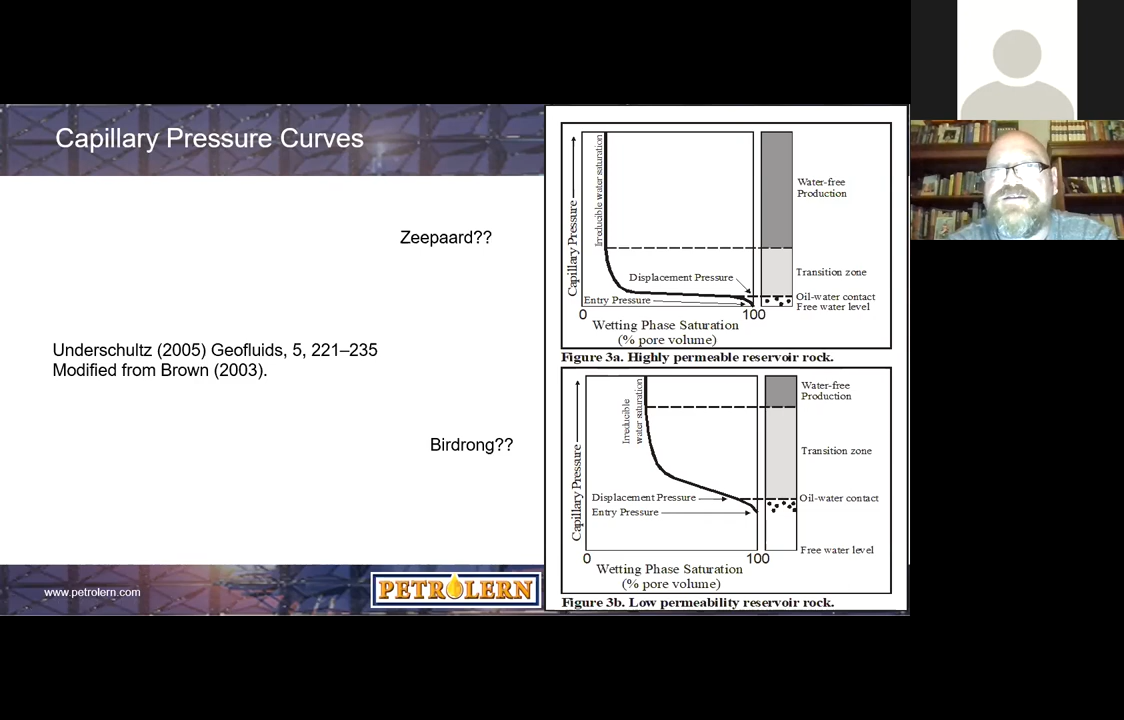 Capillary Pressure Curves
Zeepaard??
Underschultz (2005) Geofluids, 5, 221–235
Modified from Brown (2003).
Birdrong??
www.petrolern.com
PETROLERN
Capillary Pressure
Irreducible water saturation
Water-free
Production
Displacement Pressure
Transition zone
Entry Pressure
Oil-water contact
Free water level
0
100
Wetting Phase Saturation
(% pore volume)
Figure 3a. Highly permeable reservoir rock.
Capillary Pressure
Irreducible
water saturation
Water-free
Production
Transition zone
Displacement Pressure
Oil-water contact
Entry Pressure
Free water level
0
100
Wetting Phase Saturation
(% pore volume)
Figure 3b. Low permeability reservoir rock.